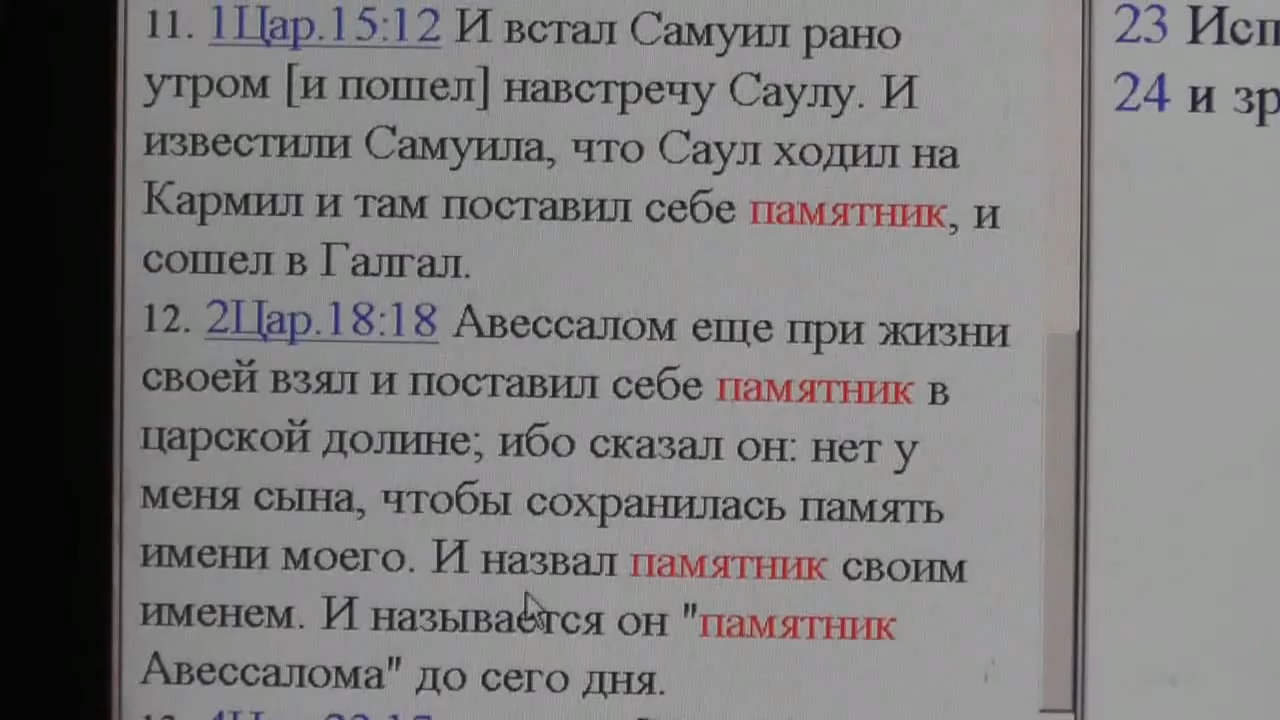 11. 1Цар.15:12 И встал Самуил рано
утром [и пошел] навстречу Саулу. И
известили Самуила, что Саул ходил на
Кармил и там поставил себе памятник, и
сошел в Галгал.
12. 2Цар.18:18 Авессалом еще при жизни
своей взял и поставил себе памятник в
царской долине; ибо сказал он: нет у
меня сына, чтобы сохранилась память
имени моего. И назвал памятник своим
именем. И называется он "памятник
Авессалома" до сего дня.
23
24 и